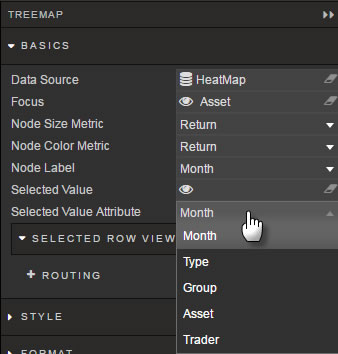 TREEMAP
BASICS
Data Source HeatMap
Focus Asset
Node Size Metric Return
Node Color Metric Return
Node Label Month
Selected Value
Selected Value Attribute Month
SELECTED ROW VIEW
Month
ROUTING
Type
Group
STYLE
Asset
Trader
FORMAT